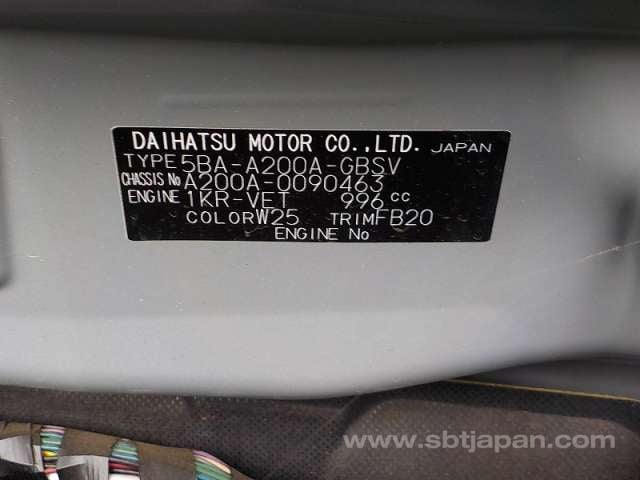 DAIHATSU MOTOR CO.,LTD. JAPAN
TYPE 5BA-A200A-GBSV
CHASSIS No A200A-0090463
ENGINE 1KR-VET 996 cc
COLOR W25 TRIM FB20
ENGINE No
www.sbtjapan.com